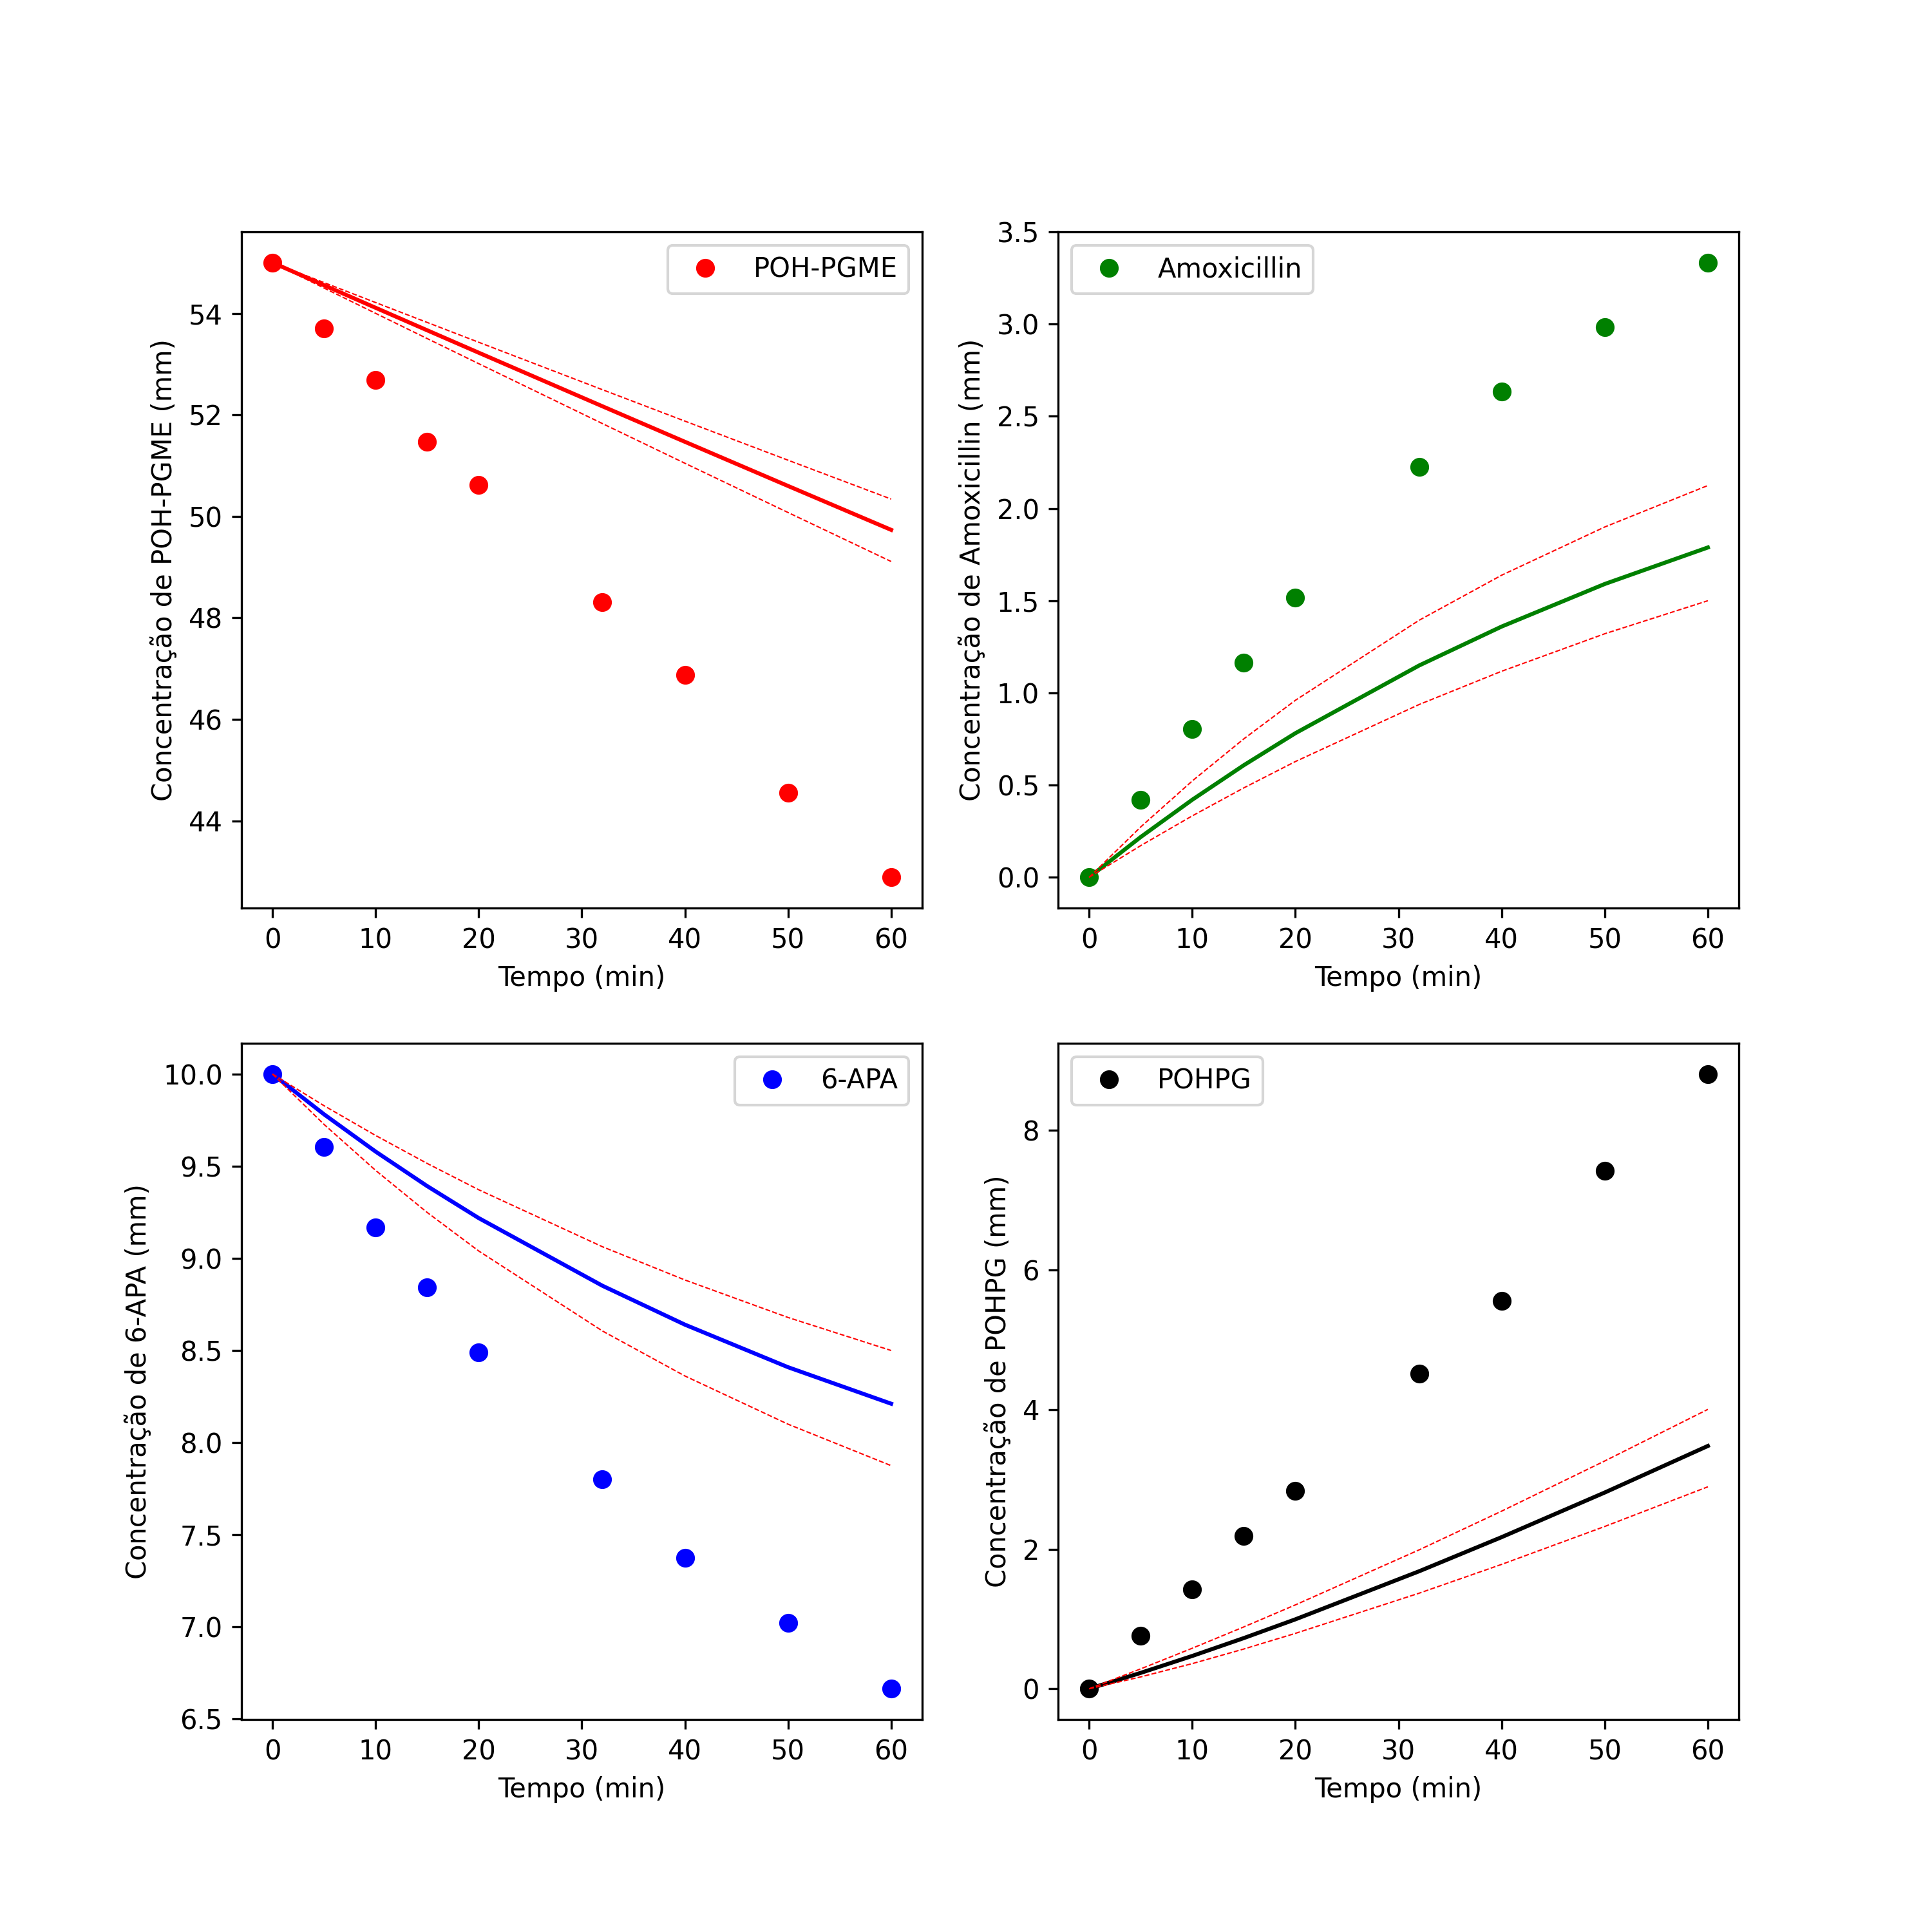 POH-PGME
Concentração de POH-PGME (mm)
54
52
50
48
46
44
0 10 20 30 40 50 60
Tempo (min)
Amoxicillin
Concentração de Amoxicillin (mm)
3.5
3.0
2.5
2.0
1.5
1.0
0.5
0.0
0 10 20 30 40 50 60
Tempo (min)
6-APA
Concentração de 6-APA (mm)
10.0
9.5
9.0
8.5
8.0
7.5
7.0
6.5
0 10 20 30 40 50 60
Tempo (min)
POHPG
Concentração de POHPG (mm)
8
6
4
2
0
0 10 20 30 40 50 60
Tempo (min)